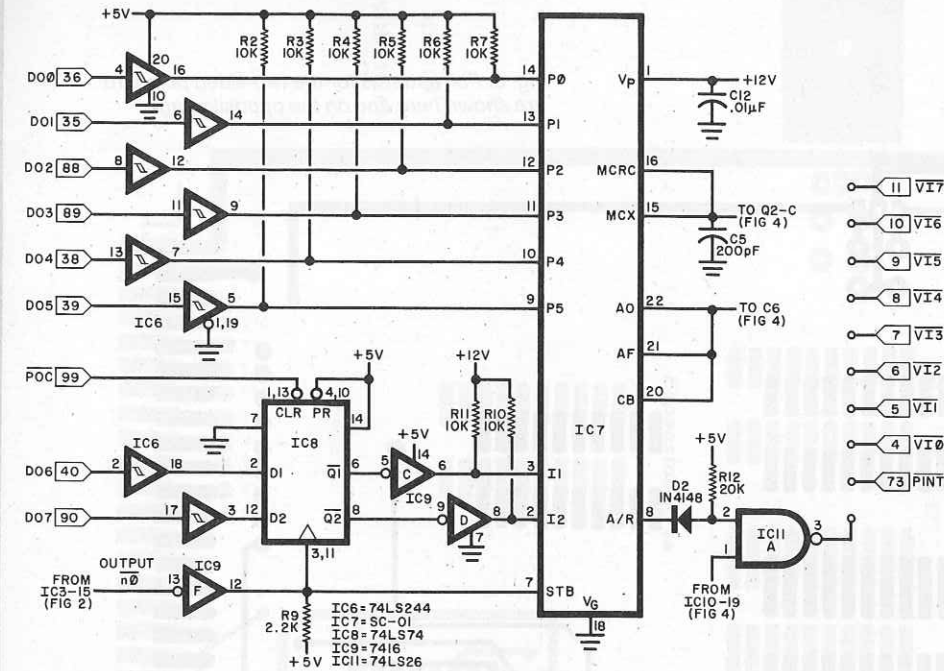 +5V
R2
10K
R3
10K
R4
10K
R5
10K
R6
10K
R7
10K
DO0 36
4
20
16
10
14
P0
VP
1
+12V
C12
.01µF
DO1 35
6
14
13
P1
DO2 88
8
12
12
P2
MCRC
16
DO3 89
11
9
11
P3
MCX
15
TO Q2-C
(FIG 4)
C5
200pF
DO4 38
13
7
10
P4
DO5 39
15
5
9
P5
AO
22
TO C6
(FIG 4)
IC6
1,19
AF
21
CB
20
+5V
+12V
POC 99
1,13
4,10
CLR PR
7
14
IC8
R11
10K
R10
10K
IC7
+5V
14
DO6 40
IC6
2
18
2
D1
Q1
6
5
C
6
IC9
3
I1
+5V
R12
20K
DO7 90
17
3
12
D2
Q2
8
9
D
8
7
2
I2
A/R
8
D2
1N4148
2
IC11
A
3
1
3,11
FROM
IC3-15
(FIG 2)
OUTPUT
n0
13
IC9
F
12
7
STB
VG
18
FROM
IC10-19
(FIG 4)
R9
2.2K
+5V
IC6=74LS244
IC7=SC-01
IC8=74LS74
IC9=7416
IC11=74LS26
11 VI7
10 VI6
9 VI5
8 VI4
7 VI3
6 VI2
5 VI1
4 VI0
73 PINT